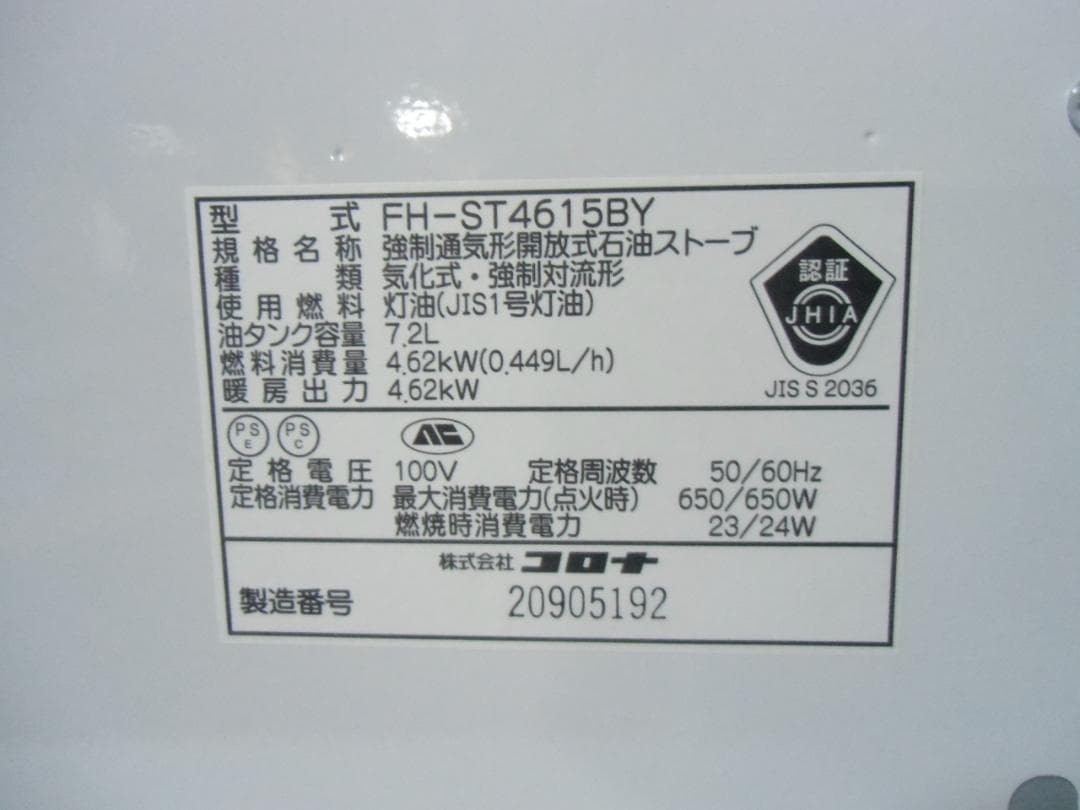 型式 FH-ST4615BY
規格名称 強制通気形開放式石油ストーブ
種類 気化式・強制対流形
使用燃料 灯油(JIS1号灯油)
油タンク容量 7.2L
燃料消費量 4.62kW(0.449L/h)
暖房出力 4.62kW
認証
JHIA
JIS S 2036
PS E PS C
定格電圧 100V 定格周波数 50/60Hz
定格消費電力 最大消費電力(点火時) 650/650W
燃焼時消費電力 23/24W
株式会社 コロナ
製造番号 20905192